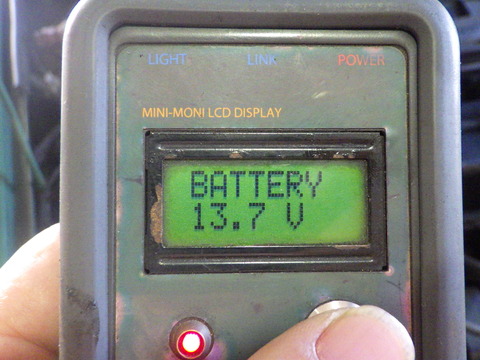 LIGHT LINK POWER
MINI-MONI LCD DISPLAY
BATTERY
13.7 V